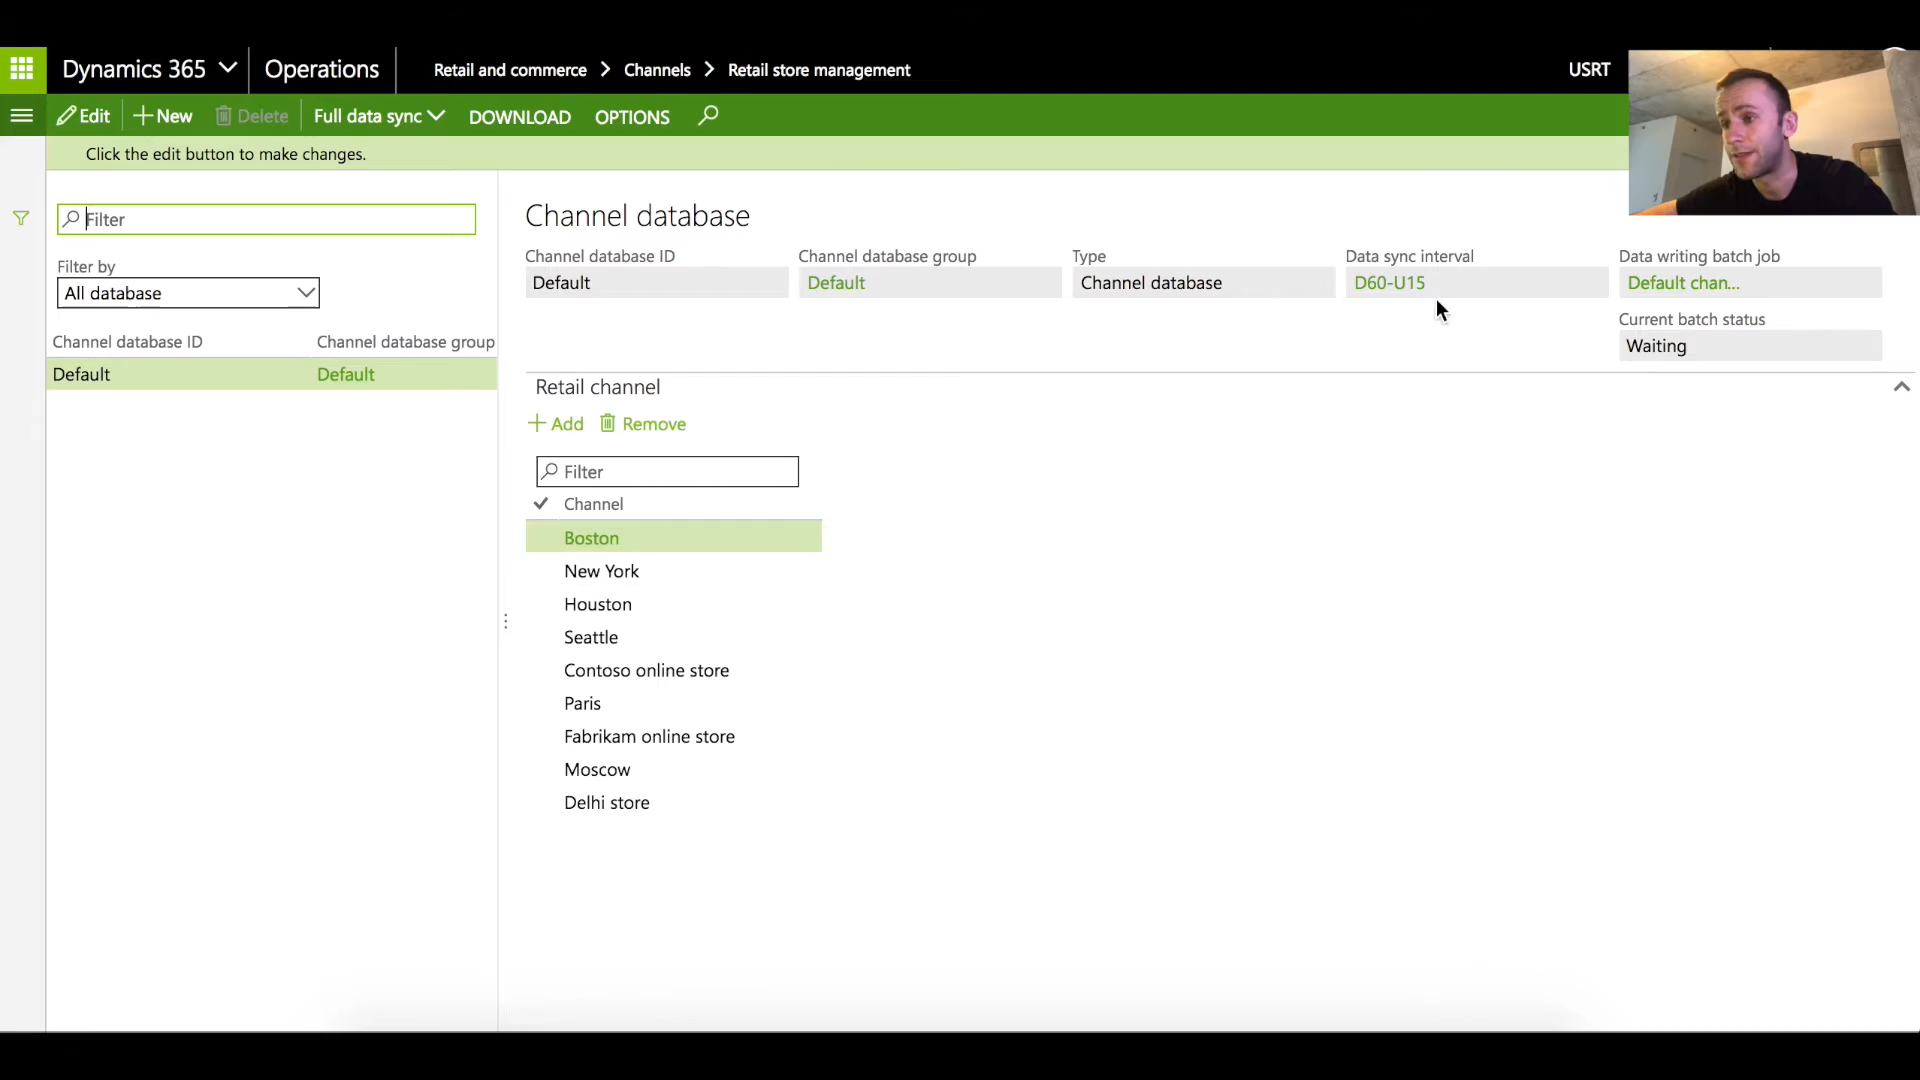 Dynamics 365
Operations
Retail and commerce > Channels > Retail store management
USRT
Edit
New
Delete
Full data sync
DOWNLOAD
OPTIONS
Click the edit button to make changes.
Filter
Filter by
All database
Channel database ID
Channel database group
Default
Default
Channel database
Channel database ID
Channel database group
Type
Data sync interval
Data writing batch job
Default
Default
Channel database
D60-U15
Default chan...
Current batch status
Waiting
Retail channel
Add
Remove
Filter
Channel
Boston
New York
Houston
Seattle
Contoso online store
Paris
Fabrikam online store
Moscow
Delhi store